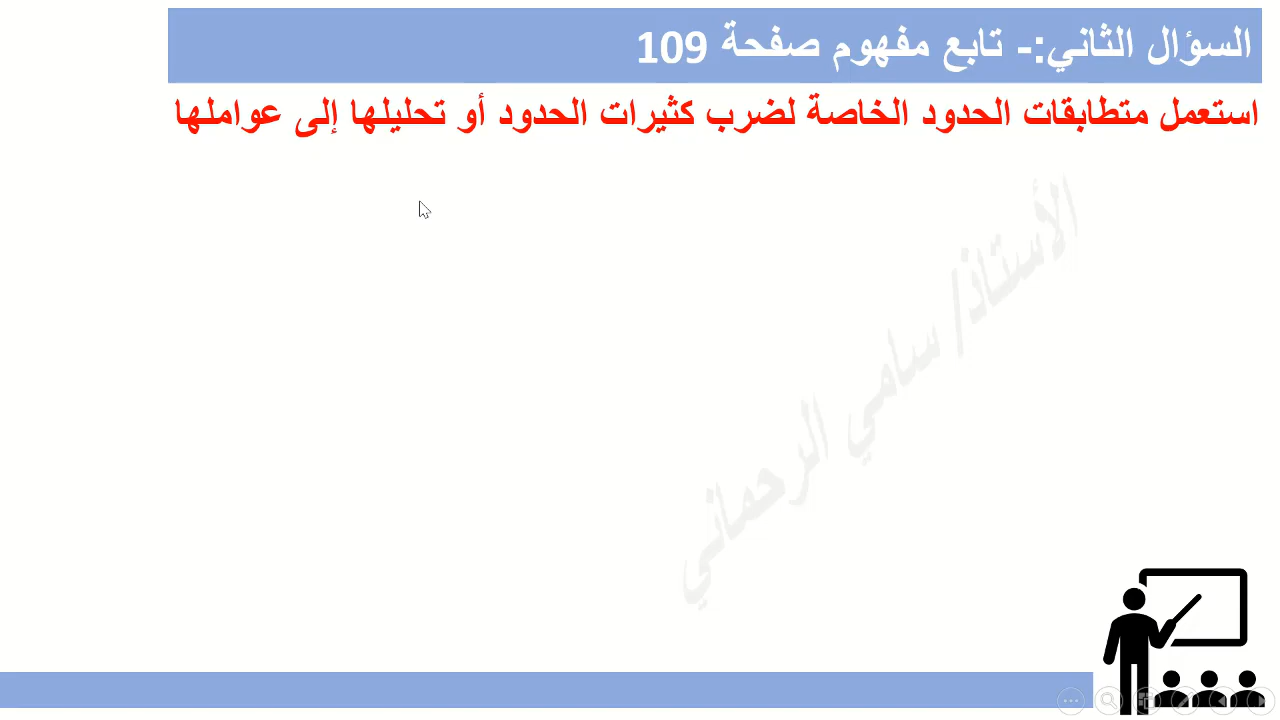 السؤال الثاني:- تابع مفهوم صفحة 109
استعمل متطابقات الحدود الخاصة لضرب كثيرات الحدود أو تحليلها إلى عواملها
الأستاذ/ سامي الرحماني